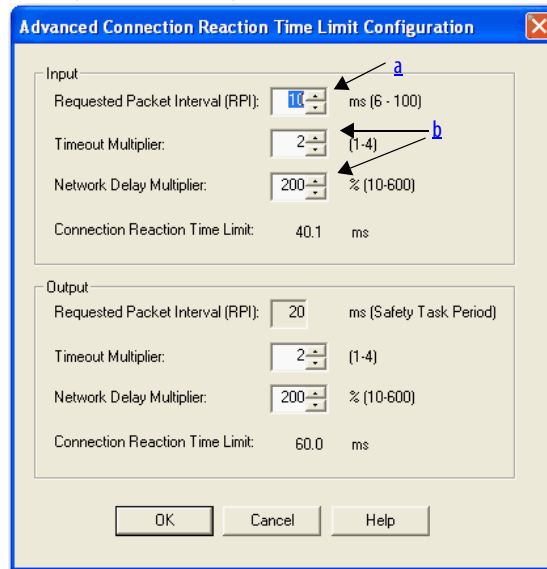 Advanced Connection Reaction Time Limit Configuration
Input
a
Requested Packet Interval (RPI): 10 ms (6 - 100)
b
Timeout Multiplier: 2 (1-4)
Network Delay Multiplier: 200 % (10-600)
Connection Reaction Time Limit: 40.1 ms
Output
Requested Packet Interval (RPI): 20 ms (Safety Task Period)
Timeout Multiplier: 2 (1-4)
Network Delay Multiplier: 200 % (10-600)
Connection Reaction Time Limit: 60.0 ms
OK Cancel Help